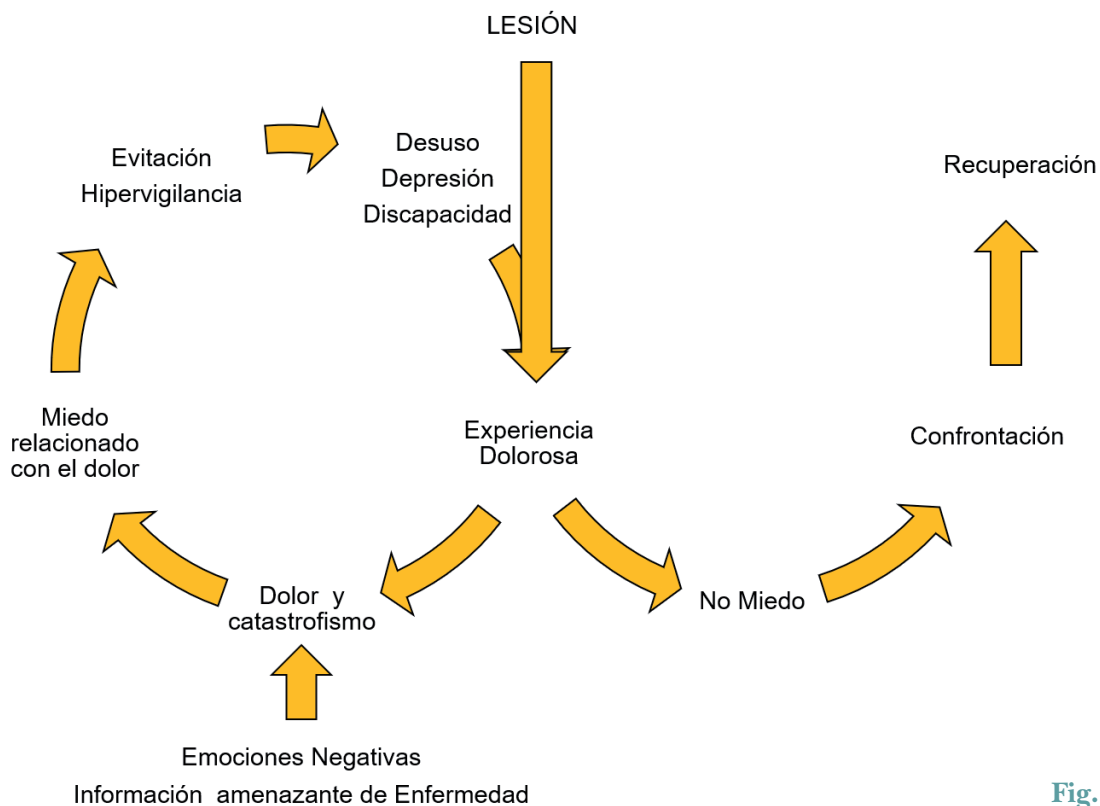 LESIÓN
Evitación
Hipervigilancia
Desuso
Depresión
Discapacidad
Recuperación
Miedo
relacionado
con el dolor
Experiencia
Dolorosa
Confrontación
Dolor y
catastrofismo
No Miedo
Emociones Negativas
Información amenazante de Enfermedad
Fig.